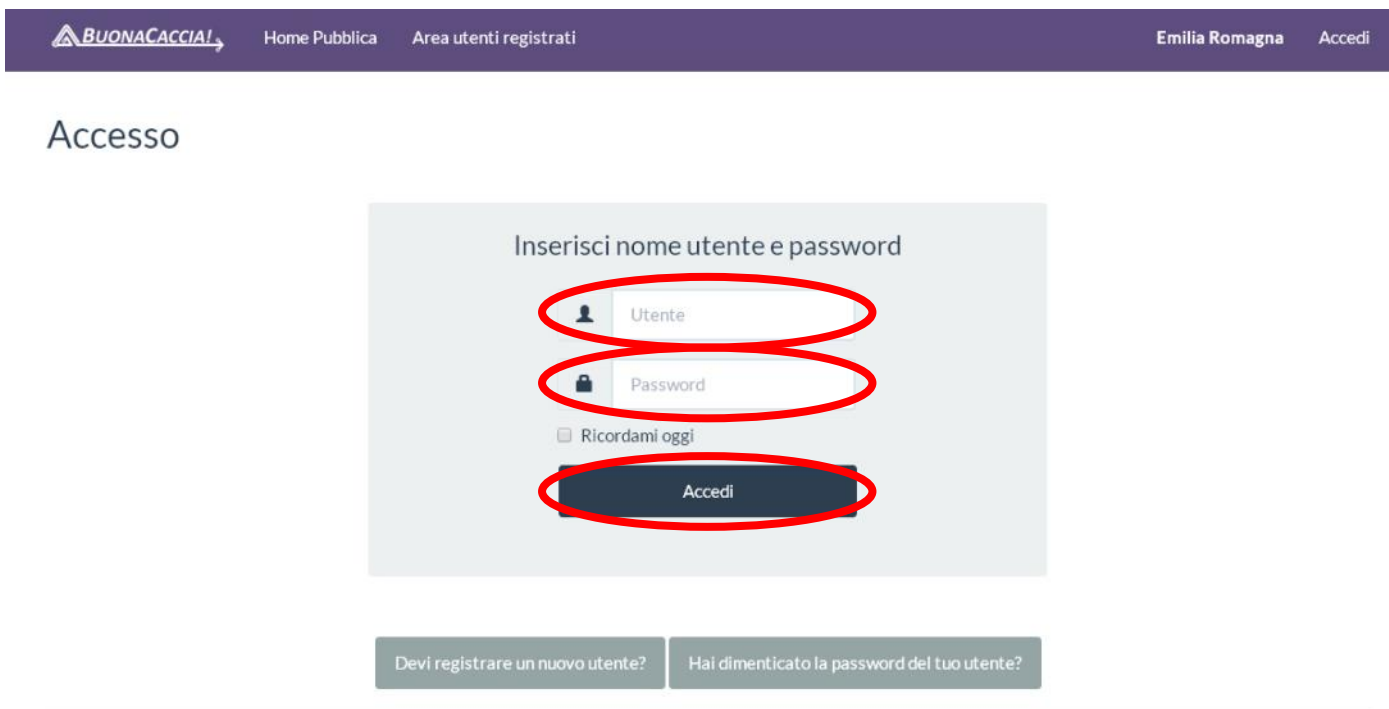 BUONACACCIA! Home Pubblica Area utenti registrati Emilia Romagna Accedi
Accesso
Inserisci nome utente e password
Utente
Password
Ricordami oggi
Accedi
Devi registrare un nuovo utente? Hai dimenticato la password del tuo utente?